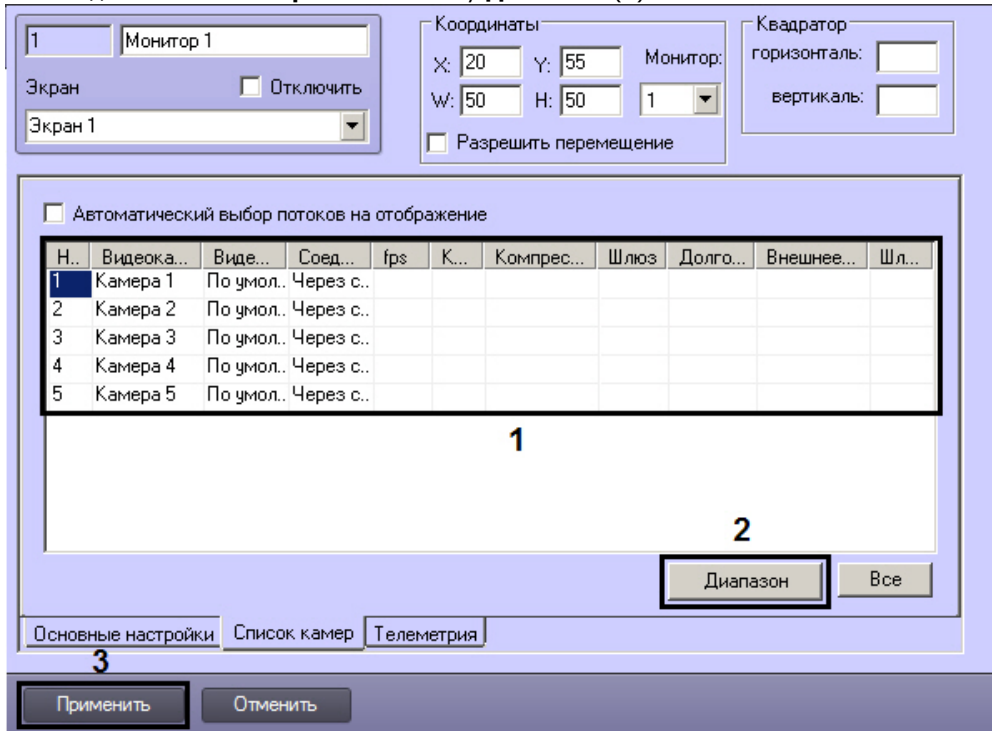 1 Монитор 1
Экран Отключить
Экран 1
Координаты
X: 20 Y: 55 Монитор:
W: 50 H: 50 1
Разрешить перемещение
Квадратор
горизонталь:
вертикаль:
Автоматический выбор потоков на отображение
Н.. Видеока... Виде... Соед... fps К... Компрес... Шлюз Долго... Внешнее... Шл...
1 Камера 1 По умол.. Через с..
2 Камера 2 По умол.. Через с..
3 Камера 3 По умол.. Через с..
4 Камера 4 По умол.. Через с..
5 Камера 5 По умол.. Через с..
1
2
Диапазон Все
Основные настройки Список камер Телеметрия
3
Применить Отменить